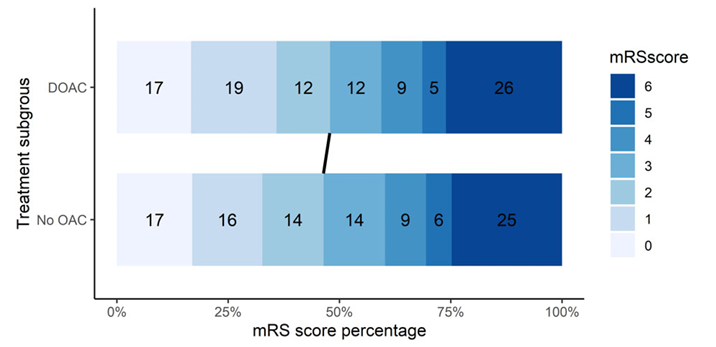 Treatment subgrous
DOAC
17 19 12 12 9 5 26
No OAC
17 16 14 14 9 6 25
0% 25% 50% 75% 100%
mRS score percentage
mRSscore
6
5
4
3
2
1
0